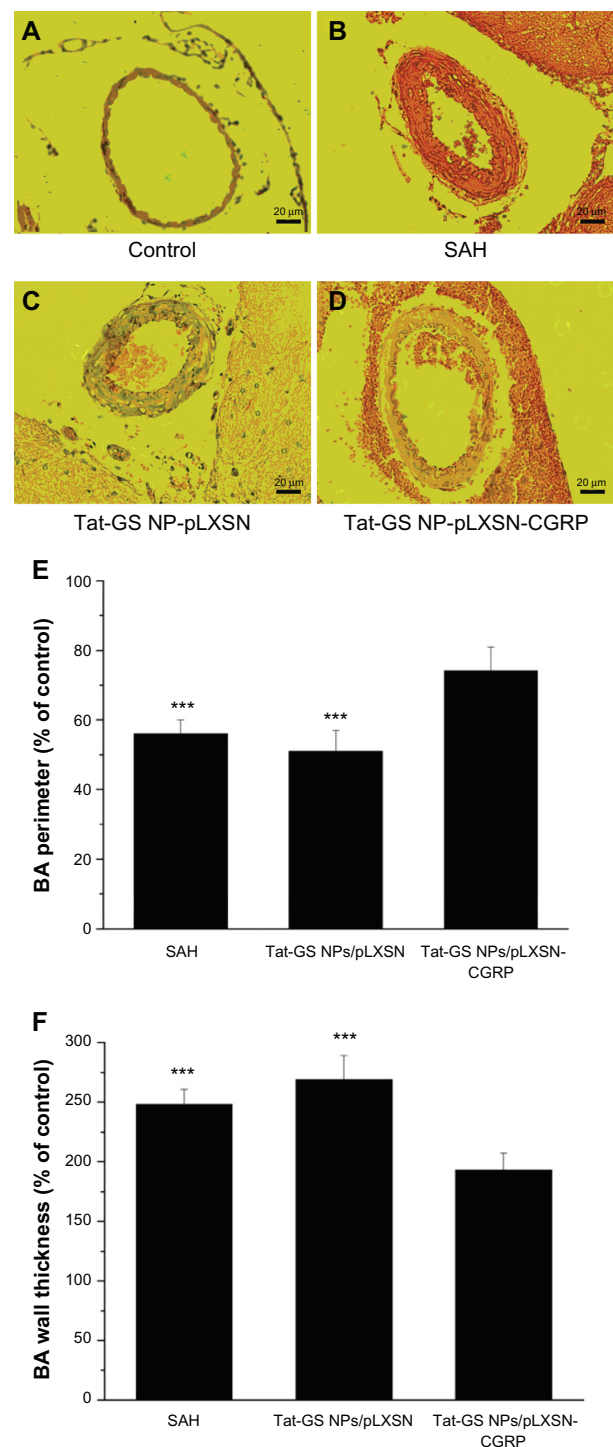 A
20 μm
Control
B
20 μm
SAH
C
20 μm
Tat-GS NP-pLXSN
D
20 μm
Tat-GS NP-pLXSN-CGRP
E
BA perimeter (% of control)
100
80
60
40
20
0
***
***
SAH
Tat-GS NPs/pLXSN
Tat-GS NPs/pLXSN-
CGRP
F
BA wall thickness (% of control)
300
250
200
150
100
50
0
***
***
SAH
Tat-GS NPs/pLXSN
Tat-GS NPs/pLXSN-
CGRP